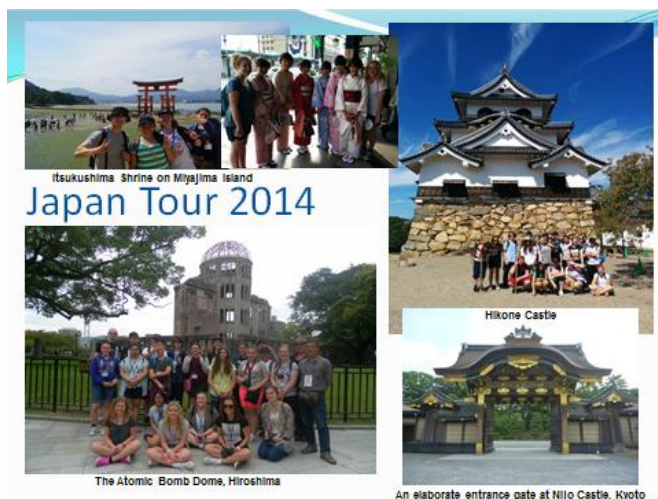 Itsukushima Shrine on Miyajima Island
Japan Tour 2014
Hikone Castle
The Atomic Bomb Dome, Hiroshima
An elaborate entrance gate at Nijo Castle, Kyoto